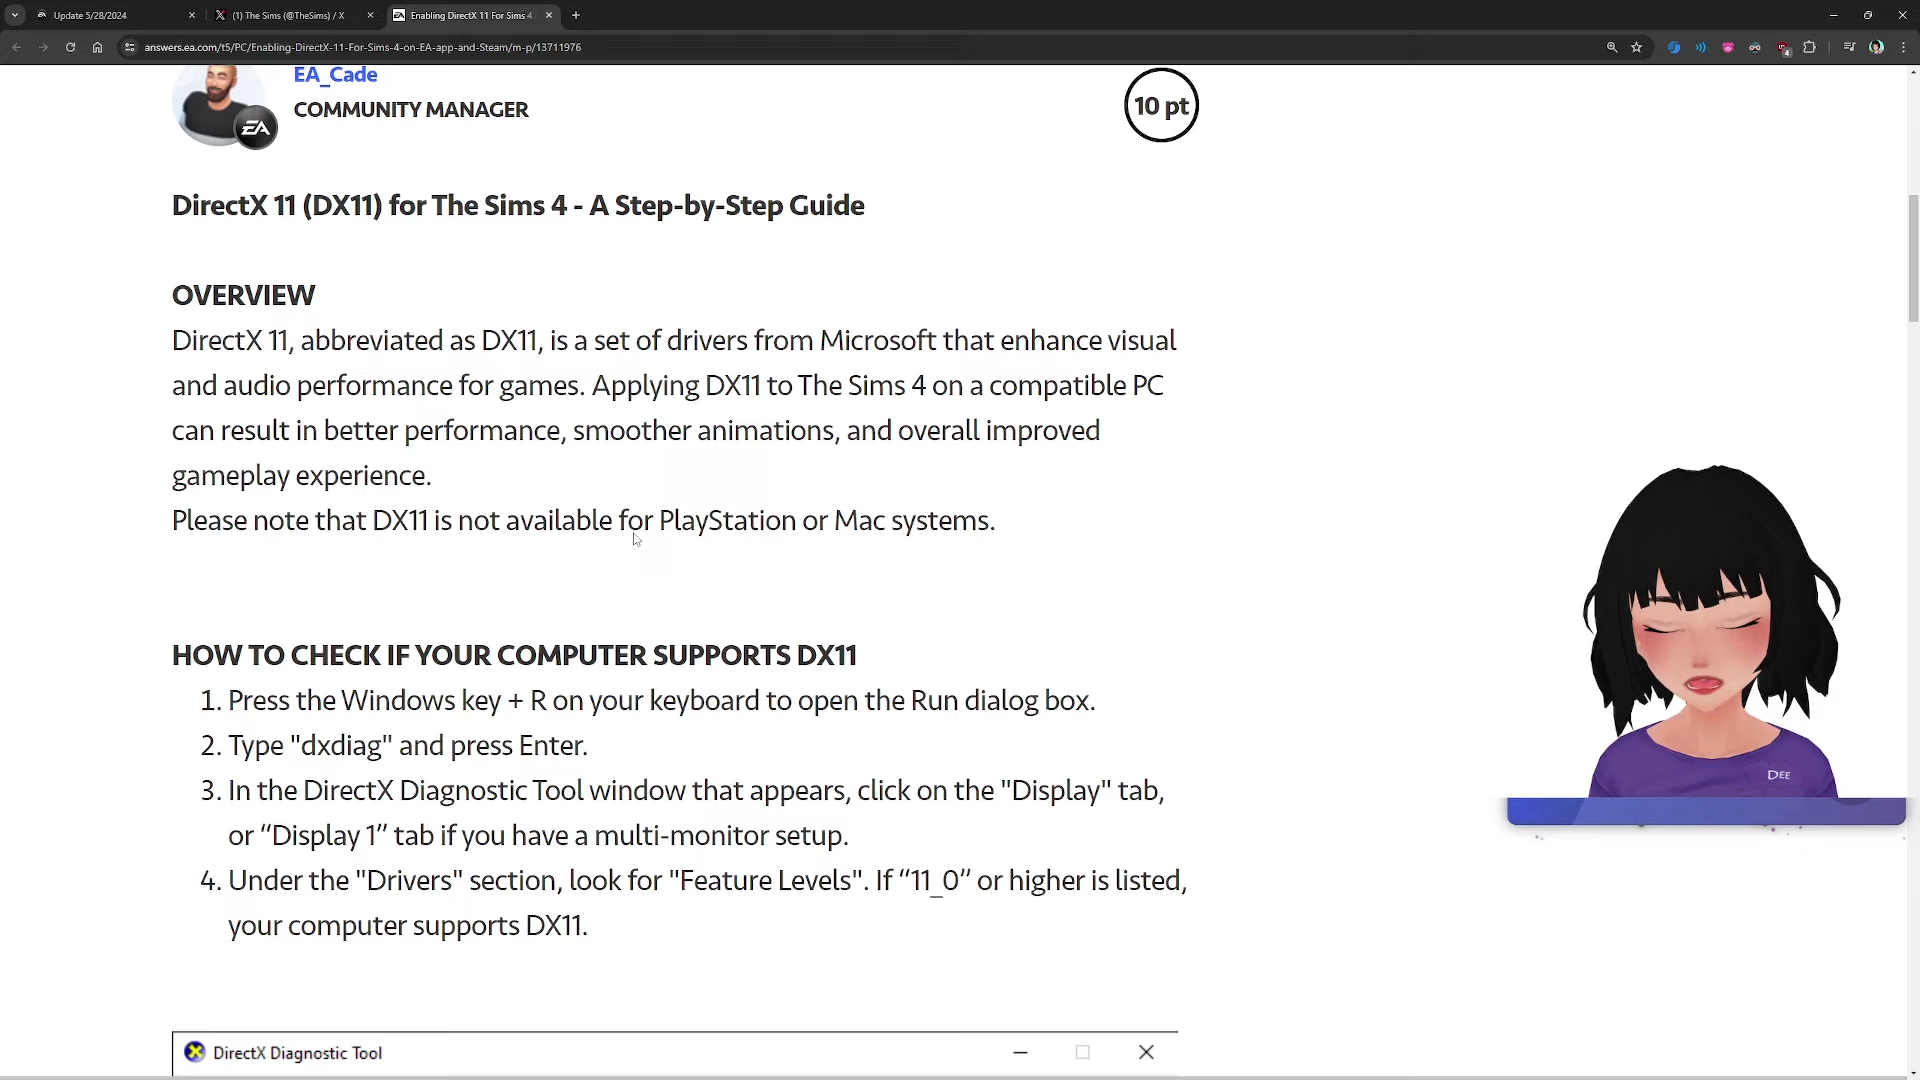 Update 5/28/2024
(1) The Sims (@TheSims) / X
Enabling DirectX 11 For Sims 4
answers.ea.com/t5/PC/Enabling-DirectX-11-For-Sims-4-on-EA-app-and-Steam/m-p/13711976
EA_Cade
COMMUNITY MANAGER
EA
10 pt
DirectX 11 (DX11) for The Sims 4 - A Step-by-Step Guide
OVERVIEW
DirectX 11, abbreviated as DX11, is a set of drivers from Microsoft that enhance visual
and audio performance for games. Applying DX11 to The Sims 4 on a compatible PC
can result in better performance, smoother animations, and overall improved
gameplay experience.
Please note that DX11 is not available for PlayStation or Mac systems.
HOW TO CHECK IF YOUR COMPUTER SUPPORTS DX11
1. Press the Windows key + R on your keyboard to open the Run dialog box.
2. Type "dxdiag" and press Enter.
3. In the DirectX Diagnostic Tool window that appears, click on the "Display" tab,
or “Display 1” tab if you have a multi-monitor setup.
4. Under the "Drivers" section, look for "Feature Levels". If “11_0” or higher is listed,
your computer supports DX11.
DEE
DirectX Diagnostic Tool